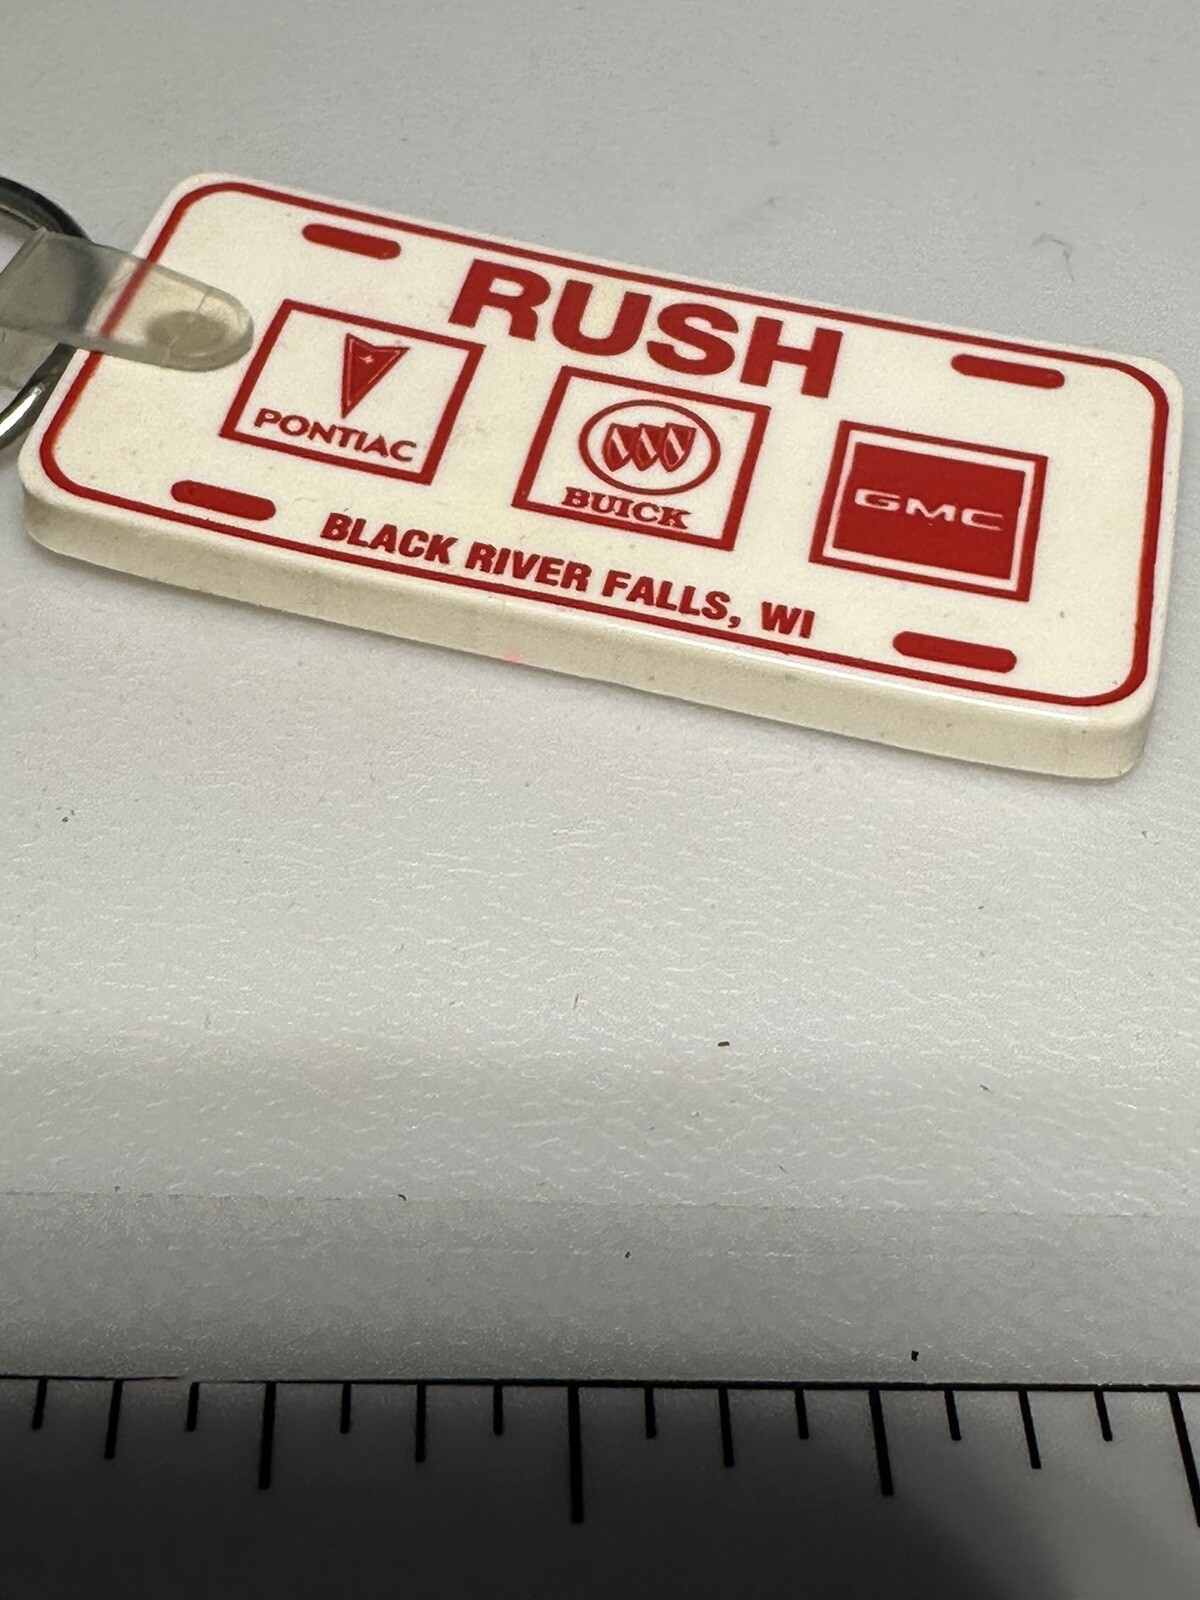 RUSH
PONTIAC
BUICK
GMC
BLACK RIVER FALLS, WI